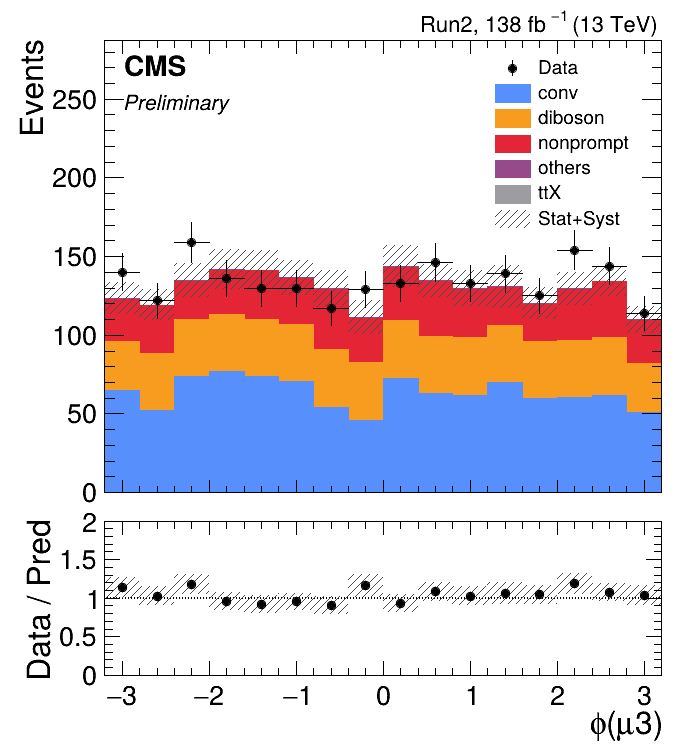 Run2, 138 fb⁻¹ (13 TeV)
CMS
Preliminary
Data
conv
diboson
nonprompt
others
ttX
Stat+Syst
Events
250
200
150
100
50
0
Data / Pred
2
1.5
1
0.5
0
−3 −2 −1 0 1 2 3
ϕ(μ3)